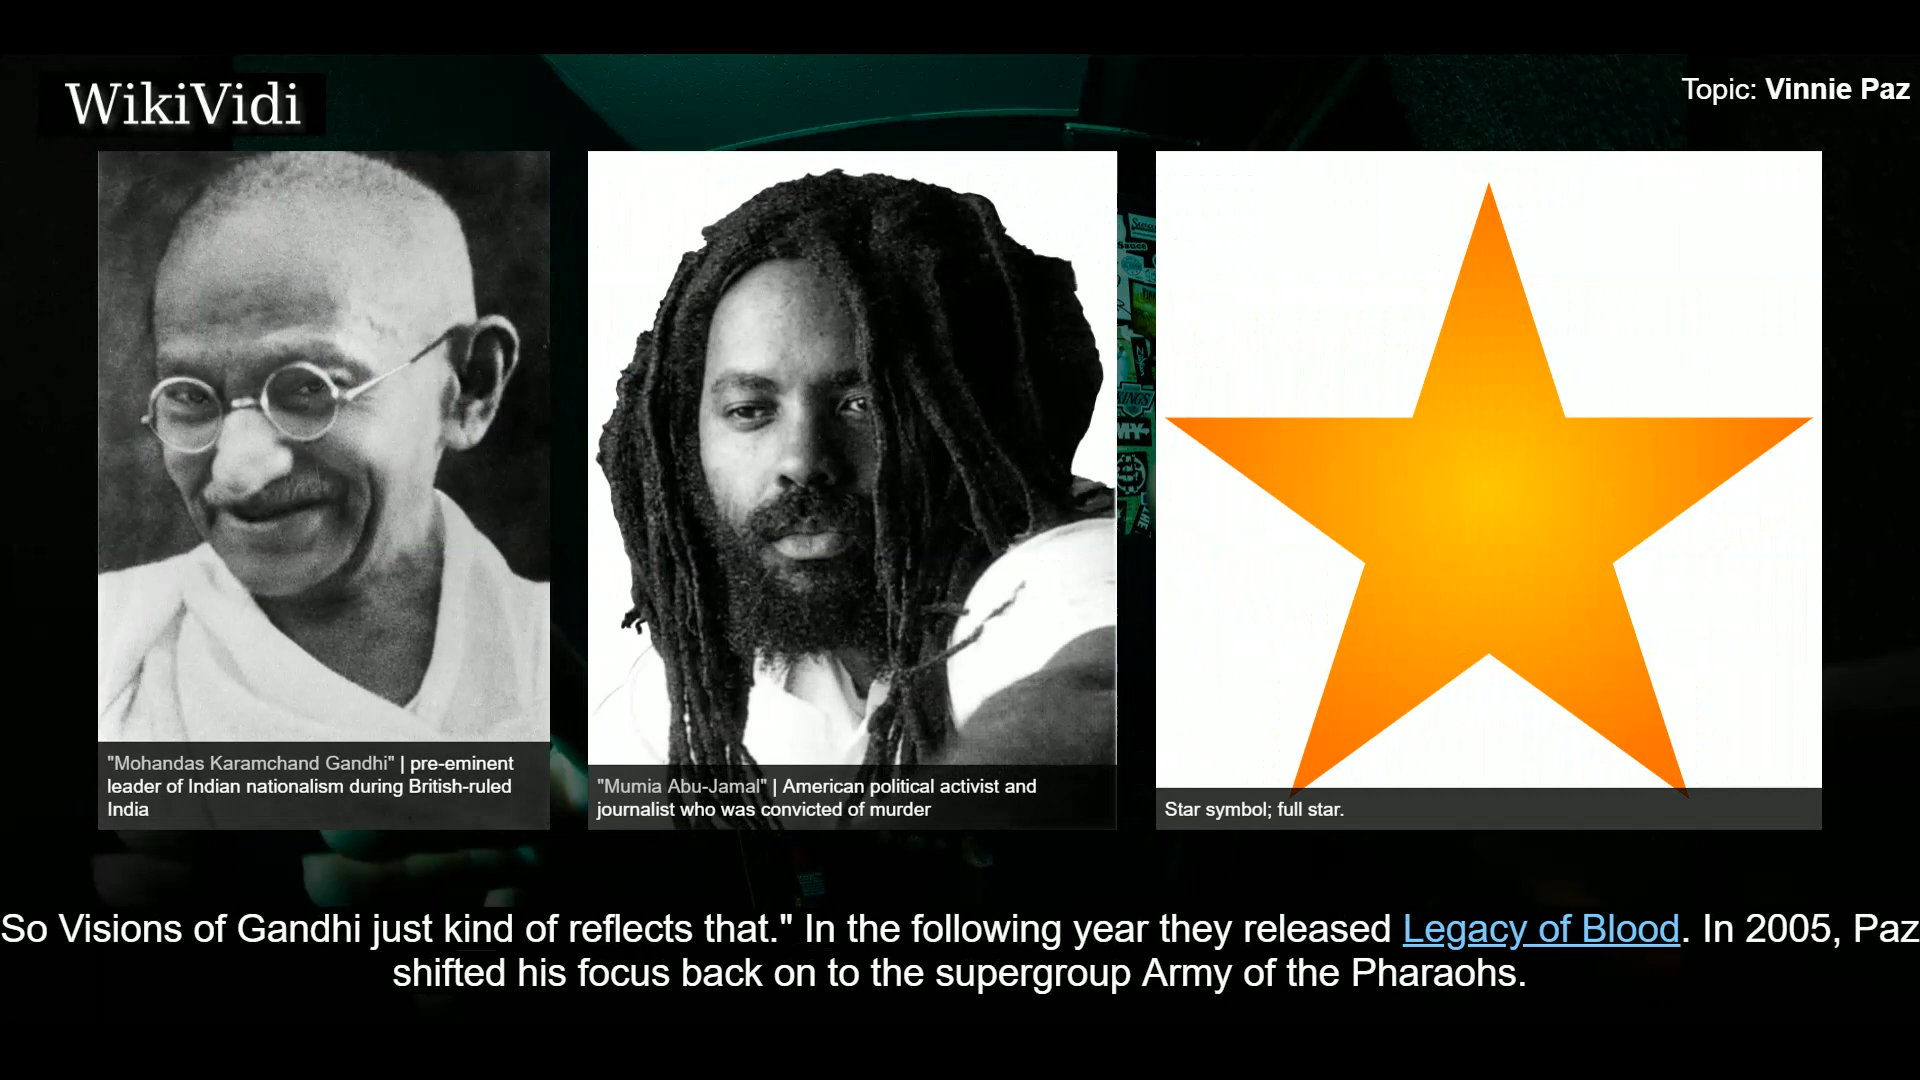 WikiVidi
Topic: Vinnie Paz
"Mohandas Karamchand Gandhi" | pre-eminent
leader of Indian nationalism during British-ruled
India
"Mumia Abu-Jamal" | American political activist and
journalist who was convicted of murder
Star symbol; full star.
So Visions of Gandhi just kind of reflects that." In the following year they released Legacy of Blood. In 2005, Paz
shifted his focus back on to the supergroup Army of the Pharaohs.